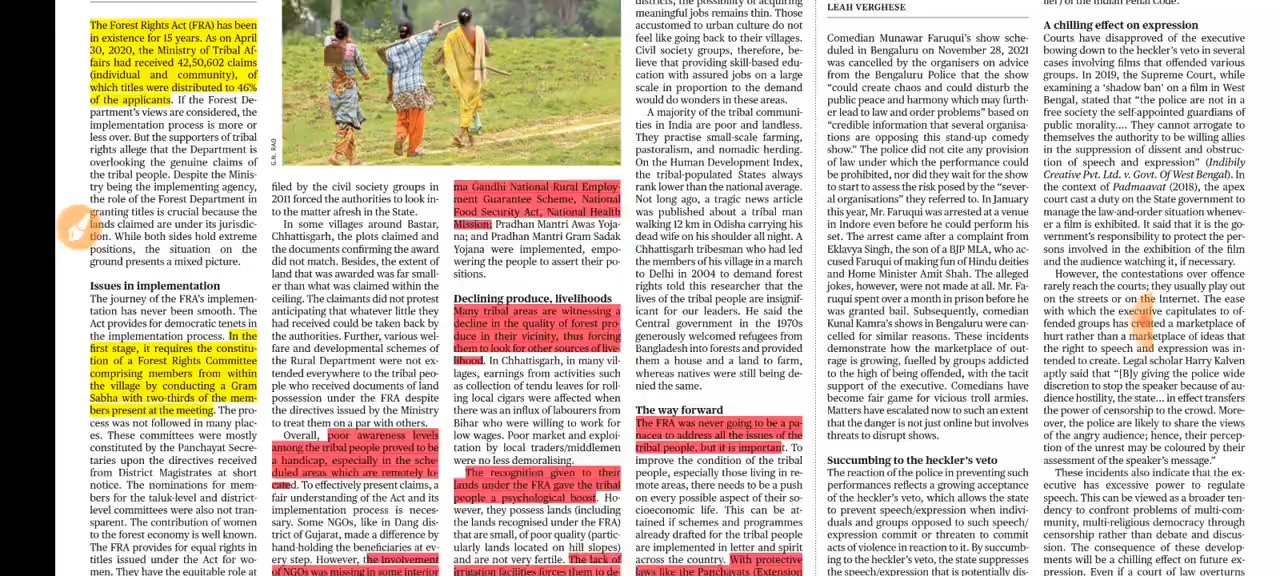 The Forest Rights Act (FRA) has been
in existence for 15 years. As on April
30, 2020, the Ministry of Tribal Af-
fairs had received 42,50,602 claims
(individual and community), of
which titles were distributed to 46%
of the applicants. If the Forest De-
partment's views are considered, the
implementation process is more or
less over. But the supporters of tribal
rights allege that the Department is
overlooking the genuine claims of
the tribal people. Despite the Minis-
try being the implementing agency,
the role of the Forest Department in
granting titles is crucial because the
lands claimed are under its jurisdic-
tion. While both sides hold extreme
positions, the situation on the
ground presents a mixed picture.
Issues in implementation
The journey of the FRA's implemen-
tation has never been smooth. The
Act provides for democratic tenets in
the implementation process. In the
first stage, it requires the constitu-
tion of a Forest Rights Committee
comprising members from within
the village by conducting a Gram
Sabha with two-thirds of the mem-
bers present at the meeting. The pro-
cess was not followed in many plac-
es. These committees were mostly
constituted by the Panchayat Secre-
taries upon the directives received
from District Magistrates at short
notice. The nominations for mem-
bers for the taluk-level and district-
level committees were also not tran-
sparent. The contribution of women
to the forest economy is well known.
The FRA provides for equal rights in
titles issued under the Act for wo-
men. They have the equitable role at
G.N. RAO
filed by the civil society groups in
2011 forced the authorities to look in-
to the matter afresh in the State.
In some villages around Bastar,
Chhattisgarh, the plots claimed and
the documents confirming the award
did not match. Besides, the extent of
land that was awarded was far small-
er than what was claimed within the
ceiling. The claimants did not protest
anticipating that whatever little they
had received could be taken back by
the authorities. Further, various wel-
fare and developmental schemes of
the Rural Department were not ex-
tended everywhere to the tribal peo-
ple who received documents of land
possession under the FRA despite
the directives issued by the Ministry
to treat them on a par with others.
Overall, poor awareness levels
among the tribal people proved to be
a handicap, especially in the sche-
duled areas which are remotely lo-
cated. To effectively present claims, a
fair understanding of the Act and its
implementation process is neces-
sary. Some NGOs, like in Dang dis-
trict of Gujarat, made a difference by
hand-holding the beneficiaries at ev-
ery step. However, the involvement
of NGOs was missing in some interior
ma Gandhi National Rural Employ-
ment Guarantee Scheme, National
Food Security Act, National Health
Mission; Pradhan Mantri Awas Yoja-
na; and Pradhan Mantri Gram Sadak
Yojana were implemented, empo-
wering the people to assert their po-
sitions.
Declining produce, livelihoods
Many tribal areas are witnessing a
decline in the quality of forest pro-
duce in their vicinity, thus forcing
them to look for other sources of live-
lihood. In Chhattisgarh, in many vil-
lages, earnings from activities such
as collection of tendu leaves for roll-
ing local cigars were affected when
there was an influx of labourers from
Bihar who were willing to work for
low wages. Poor market and exploi-
tation by local traders/middlemen
were no less demoralising.
The recognition given to their
lands under the FRA gave the tribal
people a psychological boost. Ho-
wever, they possess lands (including
the lands recognised under the FRA)
that are small, of poor quality (partic-
ularly lands located on hill slopes)
and are not very fertile. The lack of
irrigation facilities forces them to de-
districts, the possibility of acquiring
meaningful jobs remains thin. Those
accustomed to urban culture do not
feel like going back to their villages.
Civil society groups, therefore, be-
lieve that providing skill-based edu-
cation with assured jobs on a large
scale in proportion to the demand
would do wonders in these areas.
A majority of the tribal communi-
ties in India are poor and landless.
They practise small-scale farming,
pastoralism, and nomadic herding.
On the Human Development Index,
the tribal-populated States always
rank lower than the national average.
Not long ago, a tragic news article
was published about a tribal man
walking 12 km in Odisha carrying his
dead wife on his shoulder all night. A
Chhattisgarh tribesman who had led
the members of his village in a march
to Delhi in 2004 to demand forest
rights told this researcher that the
lives of the tribal people are insignif-
icant for our leaders. He said the
Central government in the 1970s
generously welcomed refugees from
Bangladesh into forests and provided
them a house and a land to farm,
whereas natives were still being de-
nied the same.
The way forward
The FRA was never going to be a pa-
nacea to address all the issues of the
tribal people, but it is important. To
improve the condition of the tribal
people, especially those living in re-
mote areas, there needs to be a push
on every possible aspect of their so-
cioeconomic life. This can be at-
tained if schemes and programmes
already drafted for the tribal people
are implemented in letter and spirit
across the country. With protective
laws like the Panchayats (Extension
LEAH VERGHESE
Comedian Munawar Faruqui's show sche-
duled in Bengaluru on November 28, 2021
was cancelled by the organisers on advice
from the Bengaluru Police that the show
"could create chaos and could disturb the
public peace and harmony which may furth-
er lead to law and order problems" based on
"credible information that several organisa-
tions are opposing this stand-up comedy
show." The police did not cite any provision
of law under which the performance could
be prohibited, nor did they wait for the show
to start to assess the risk posed by the "sever-
al organisations" they referred to. In January
this year, Mr. Faruqui was arrested at a venue
in Indore even before he could perform his
set. The arrest came after a complaint from
Eklavya Singh, the son of a BJP MLA, who ac-
cused Faruqui of making fun of Hindu deities
and Home Minister Amit Shah. The alleged
jokes, however, were not made at all. Mr. Fa-
ruqui spent over a month in prison before he
was granted bail. Subsequently, comedian
Kunal Kamra's shows in Bengaluru were can-
celled for similar reasons. These incidents
demonstrate how the marketplace of out-
rage is growing, fuelled by groups addicted
to the high of being offended, with the tacit
support of the executive. Comedians have
become fair game for vicious troll armies.
Matters have escalated now to such an extent
that the danger is not just online but involves
threats to disrupt shows.
Succumbing to the heckler's veto
The reaction of the police in preventing such
performances reflects a growing acceptance
of the heckler's veto, which allows the state
to prevent speech/expression when indi-
viduals and groups opposed to such speech/
expression commit or threaten to commit
acts of violence in reaction to it. By succumb-
ing to the heckler's veto, the state suppresses
the speech/expression that is potentially dis-
lier) of the Indian Penal Code.
A chilling effect on expression
Courts have disapproved of the executive
bowing down to the heckler's veto in several
cases involving films that offended various
groups. In 2019, the Supreme Court, while
examining a 'shadow ban' on a film in West
Bengal, stated that "the police are not in a
free society the self-appointed guardians of
public morality.... They cannot arrogate to
themselves the authority to be willing allies
in the suppression of dissent and obstruc-
tion of speech and expression" (Indibily
Creative Pvt. Ltd. v. Govt. Of West Bengal). In
the context of Padmaavat (2018), the apex
court cast a duty on the State government to
manage the law-and-order situation whenev-
er a film is exhibited. It said that it is the go-
vernment's responsibility to protect the per-
sons involved in the exhibition of the film
and the audience watching it, if necessary.
However, the contestations over offence
rarely reach the courts; they usually play out
on the streets or on the Internet. The ease
with which the executive capitulates to of-
fended groups has created a marketplace of
hurt rather than a marketplace of ideas that
the right to speech and expression was in-
tended to create. Legal scholar Harry Kalven
aptly said that "[B]y giving the police wide
discretion to stop the speaker because of au-
dience hostility, the state... in effect transfers
the power of censorship to the crowd. More-
over, the police are likely to share the views
of the angry audience; hence, their percep-
tion of the unrest may be coloured by their
assessment of the speaker's message."
These incidents also indicate that the ex-
ecutive has excessive power to regulate
speech. This can be viewed as a broader ten-
dency to confront problems of multi-com-
munity, multi-religious democracy through
censorship rather than debate and discus-
sion. The consequence of these develop-
ments will be a chilling effect on future
expression. Even if a court of law overturns